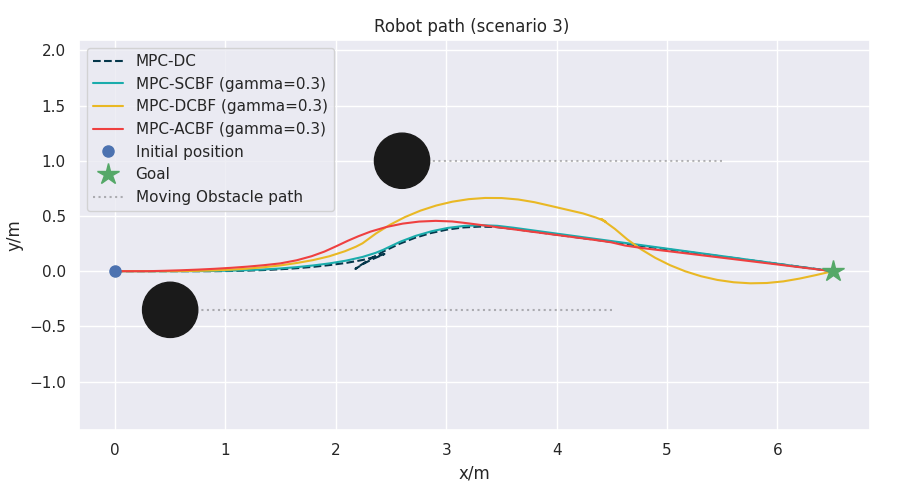 Robot path (scenario 3)
MPC-DC
MPC-SCBF (gamma=0.3)
MPC-DCBF (gamma=0.3)
MPC-ACBF (gamma=0.3)
Initial position
Goal
Moving Obstacle path
y/m
2.0
1.5
1.0
0.5
0.0
−0.5
−1.0
0 1 2 3 4 5 6
x/m